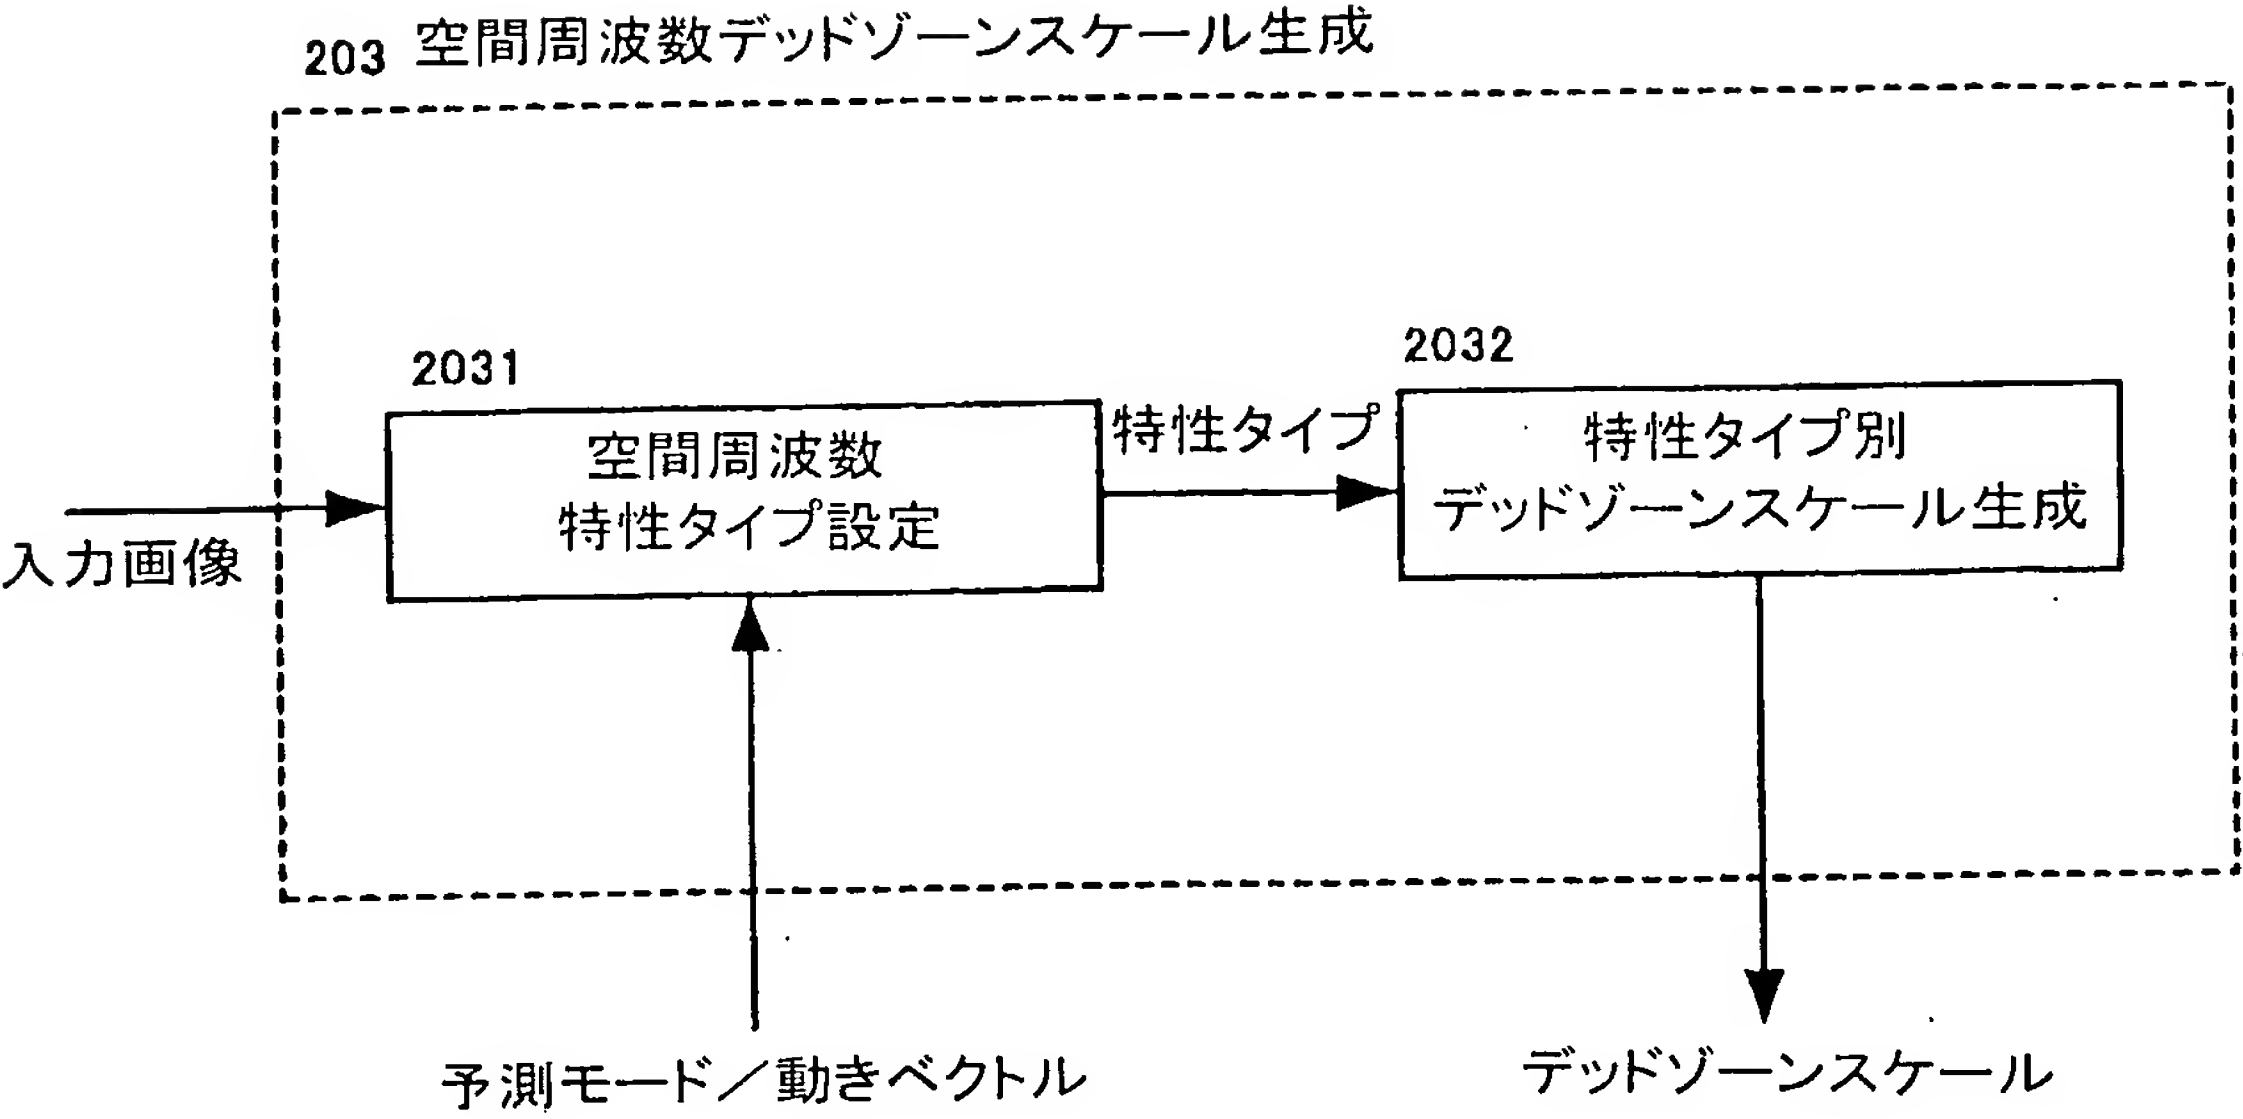 203 空間周波数デッドゾーンスケール生成
2031
空間周波数
特性タイプ設定
特性タイプ
2032
特性タイプ別
デッドゾーンスケール生成
入力画像
予測モード／動きベクトル
デッドゾーンスケール